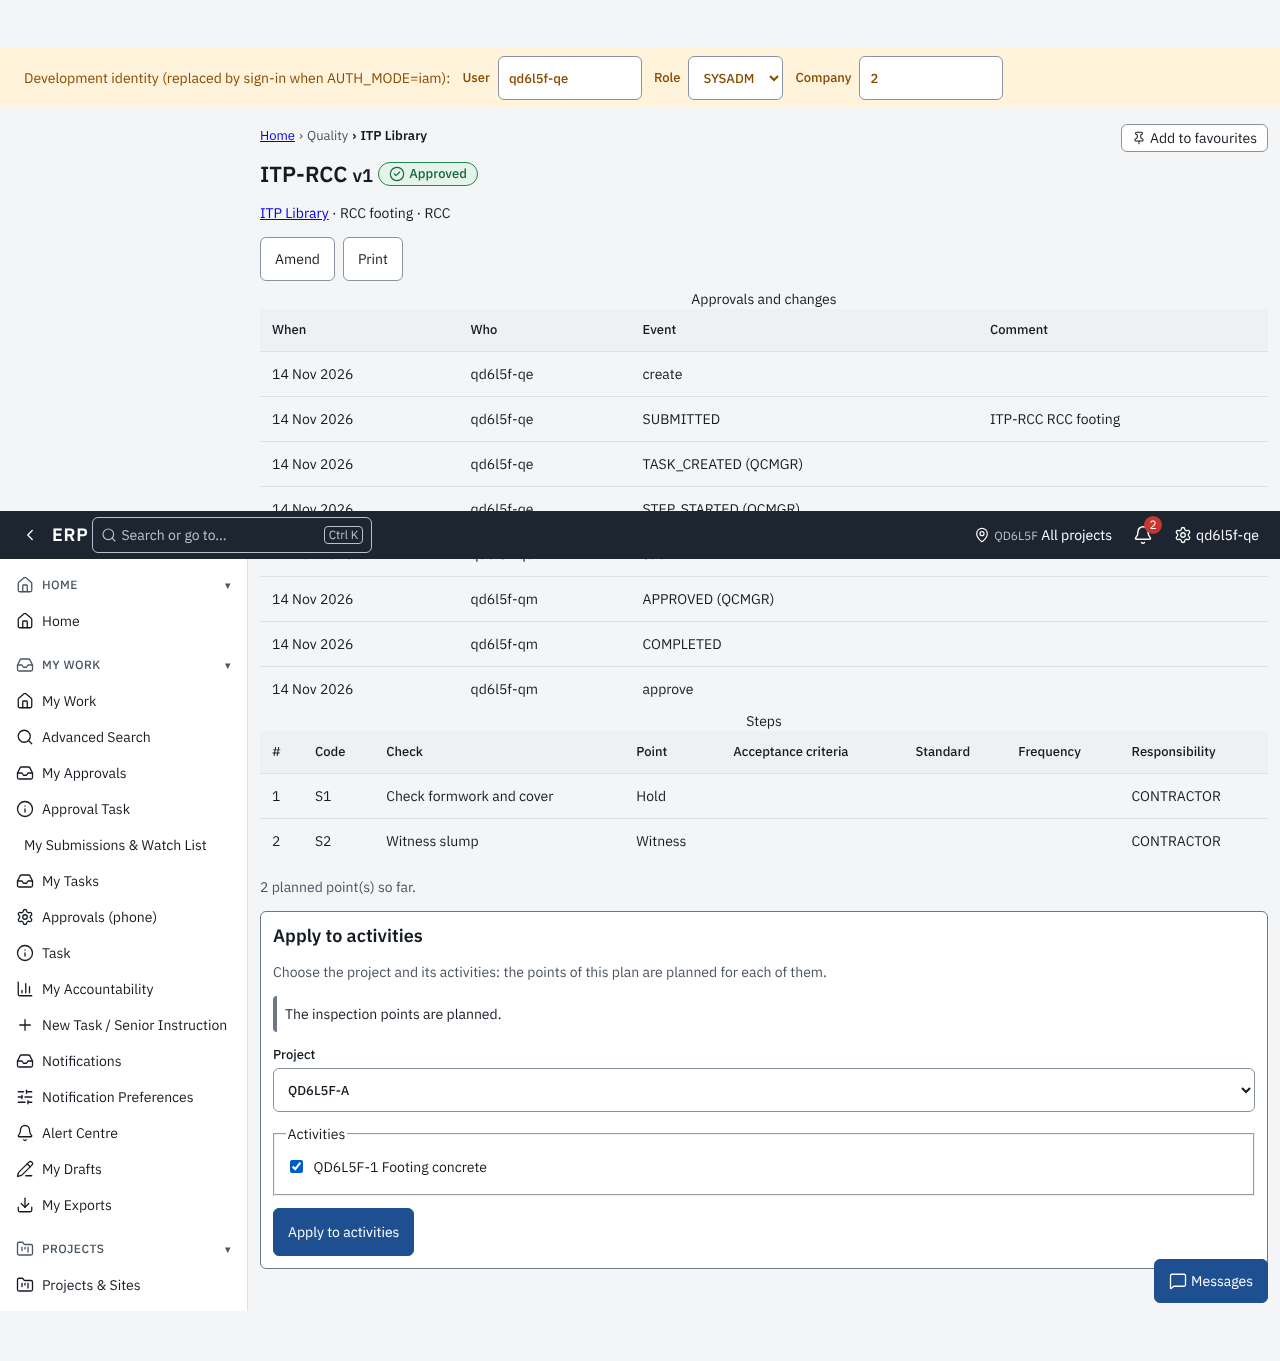 Development identity (replaced by sign-in when AUTH_MODE=iam): User qd6l5f-qe Role SYSADM Company 2
Home › Quality › ITP Library
Add to favourites
ITP-RCC v1 Approved
ITP Library · RCC footing · RCC
Amend Print
Approvals and changes
When Who Event Comment
14 Nov 2026 qd6l5f-qe create
14 Nov 2026 qd6l5f-qe SUBMITTED ITP-RCC RCC footing
14 Nov 2026 qd6l5f-qe TASK_CREATED (QCMGR)
14 Nov 2026 qd6l5f-qe STEP_STARTED (QCMGR)
ERP Search or go to... Ctrl K QD6L5F All projects 2 qd6l5f-qe
14 Nov 2026 qd6l5f-qm APPROVED (QCMGR)
14 Nov 2026 qd6l5f-qm COMPLETED
14 Nov 2026 qd6l5f-qm approve
HOME
Home
MY WORK
My Work
Advanced Search
My Approvals
Approval Task
My Submissions & Watch List
My Tasks
Approvals (phone)
Task
My Accountability
New Task / Senior Instruction
Notifications
Notification Preferences
Alert Centre
My Drafts
My Exports
PROJECTS
Projects & Sites
Steps
# Code Check Point Acceptance criteria Standard Frequency Responsibility
1 S1 Check formwork and cover Hold CONTRACTOR
2 S2 Witness slump Witness CONTRACTOR
2 planned point(s) so far.
Apply to activities
Choose the project and its activities: the points of this plan are planned for each of them.
The inspection points are planned.
Project
QD6L5F-A
Activities
QD6L5F-1 Footing concrete
Apply to activities
Messages